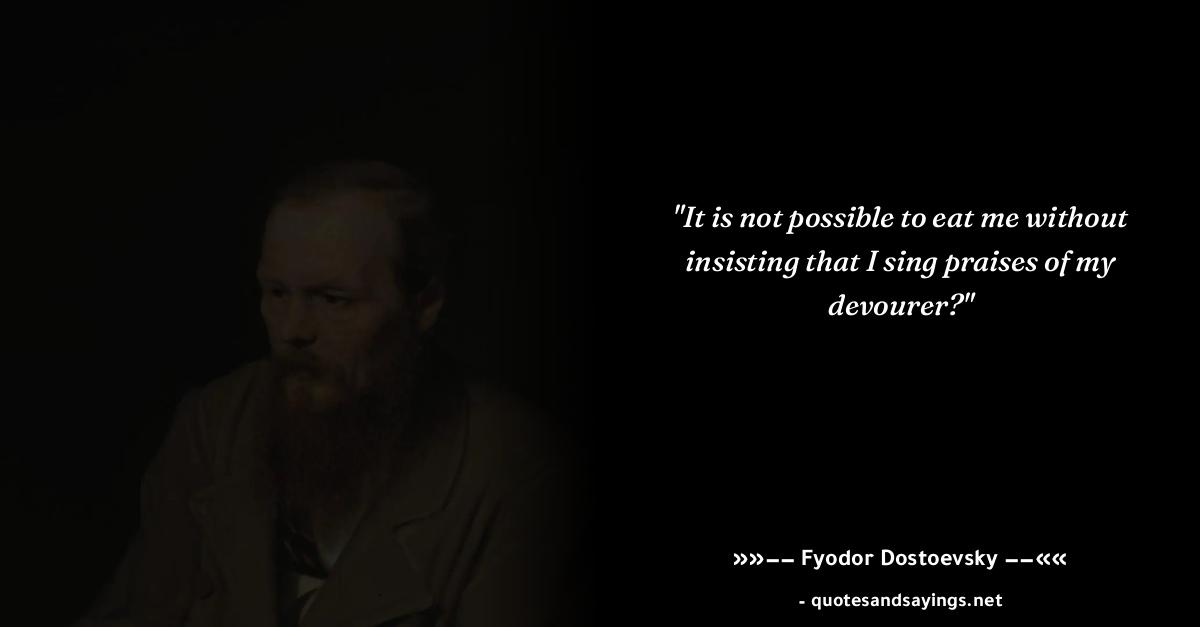 "It is not possible to eat me without
insisting that I sing praises of my
devourer?"
»»–– Fyodor Dostoevsky ––««
- quotesandsayings.net